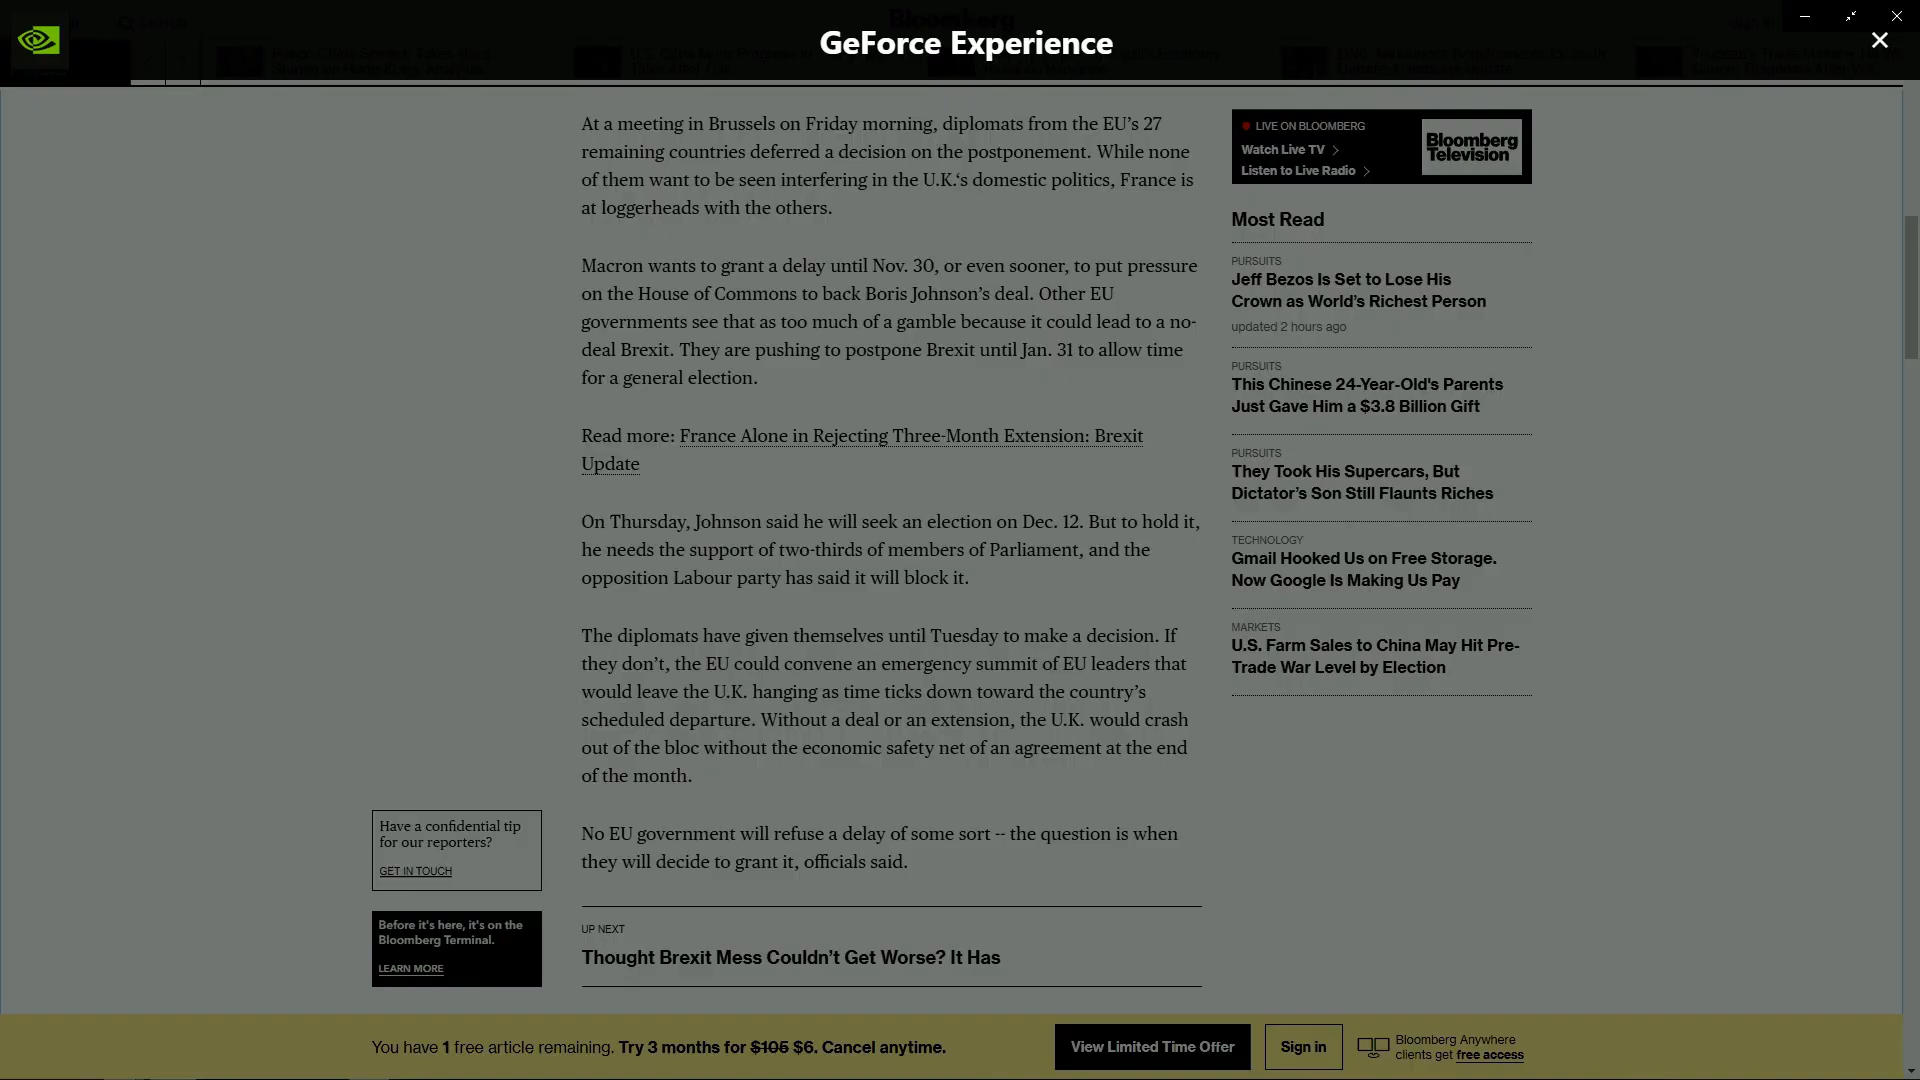 GeForce Experience
At a meeting in Brussels on Friday morning, diplomats from the EU’s 27
remaining countries deferred a decision on the postponement. While none
of them want to be seen interfering in the U.K.‘s domestic politics, France is
at loggerheads with the others.
Macron wants to grant a delay until Nov. 30, or even sooner, to put pressure
on the House of Commons to back Boris Johnson’s deal. Other EU
governments see that as too much of a gamble because it could lead to a no-
deal Brexit. They are pushing to postpone Brexit until Jan. 31 to allow time
for a general election.
Read more: France Alone in Rejecting Three-Month Extension: Brexit
Update
On Thursday, Johnson said he will seek an election on Dec. 12. But to hold it,
he needs the support of two-thirds of members of Parliament, and the
opposition Labour party has said it will block it.
The diplomats have given themselves until Tuesday to make a decision. If
they don’t, the EU could convene an emergency summit of EU leaders that
would leave the U.K. hanging as time ticks down toward the country’s
scheduled departure. Without a deal or an extension, the U.K. would crash
out of the bloc without the economic safety net of an agreement at the end
of the month.
No EU government will refuse a delay of some sort -- the question is when
they will decide to grant it, officials said.
UP NEXT
Thought Brexit Mess Couldn’t Get Worse? It Has
Have a confidential tip
for our reporters?
GET IN TOUCH
Before it's here, it's on the
Bloomberg Terminal.
LEARN MORE
LIVE ON BLOOMBERG
Watch Live TV
Listen to Live Radio
Bloomberg
Television
Most Read
PURSUITS
Jeff Bezos Is Set to Lose His
Crown as World’s Richest Person
updated 2 hours ago
PURSUITS
This Chinese 24-Year-Old's Parents
Just Gave Him a $3.8 Billion Gift
PURSUITS
They Took His Supercars, But
Dictator’s Son Still Flaunts Riches
TECHNOLOGY
Gmail Hooked Us on Free Storage.
Now Google Is Making Us Pay
MARKETS
U.S. Farm Sales to China May Hit Pre-
Trade War Level by Election
You have 1 free article remaining. Try 3 months for $105 $6. Cancel anytime.
View Limited Time Offer
Sign in
Bloomberg Anywhere
clients get free access